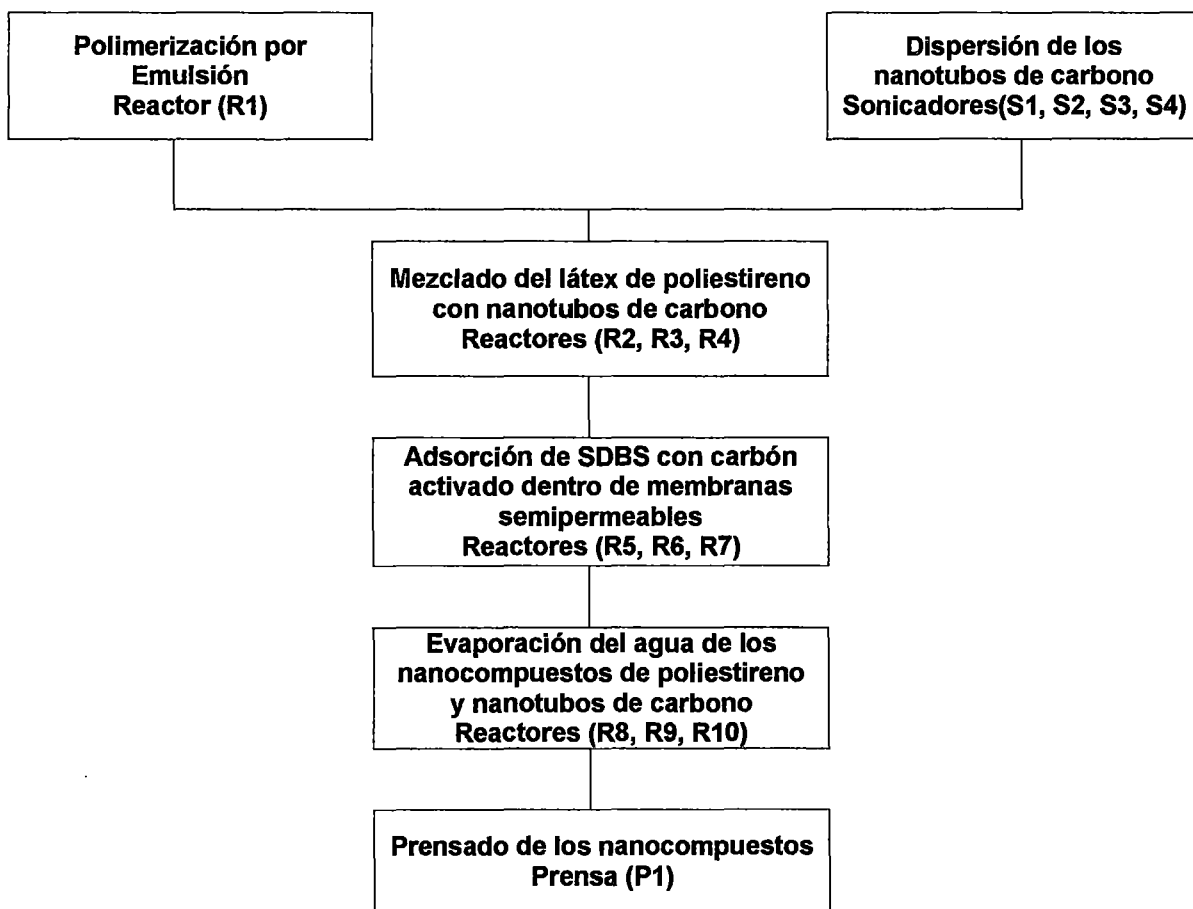 Polimerización por
Emulsión
Reactor (R1)
Dispersión de los
nanotubos de carbono
Sonicadores(S1, S2, S3, S4)
Mezclado del látex de poliestireno
con nanotubos de carbono
Reactores (R2, R3, R4)
Adsorción de SDBS con carbón
activado dentro de membranas
semipermeables
Reactores (R5, R6, R7)
Evaporación del agua de los
nanocompuestos de poliestireno
y nanotubos de carbono
Reactores (R8, R9, R10)
Prensado de los nanocompuestos
Prensa (P1)